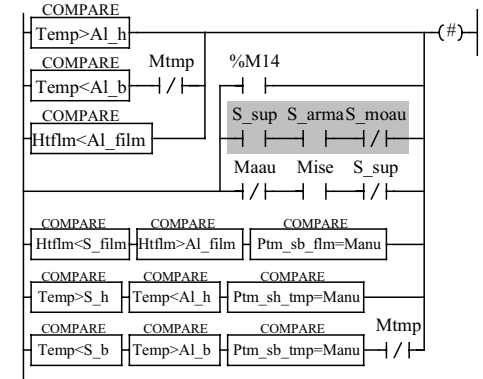 COMPARE
Temp>Al_h
(#)
COMPARE
Mtmp
%M14
Temp<Al_b
COMPARE
S_sup S_arma S_moau
Htflm<Al_film
Maau Mise S_sup
COMPARE COMPARE COMPARE
Htflm<S_film Htflm>Al_film Ptm_sb_flm=Manu
COMPARE COMPARE COMPARE
Temp>S_h Temp<Al_h Ptm_sh_tmp=Manu
COMPARE COMPARE COMPARE Mtmp
Temp<S_b Temp>Al_b Ptm_sb_tmp=Manu